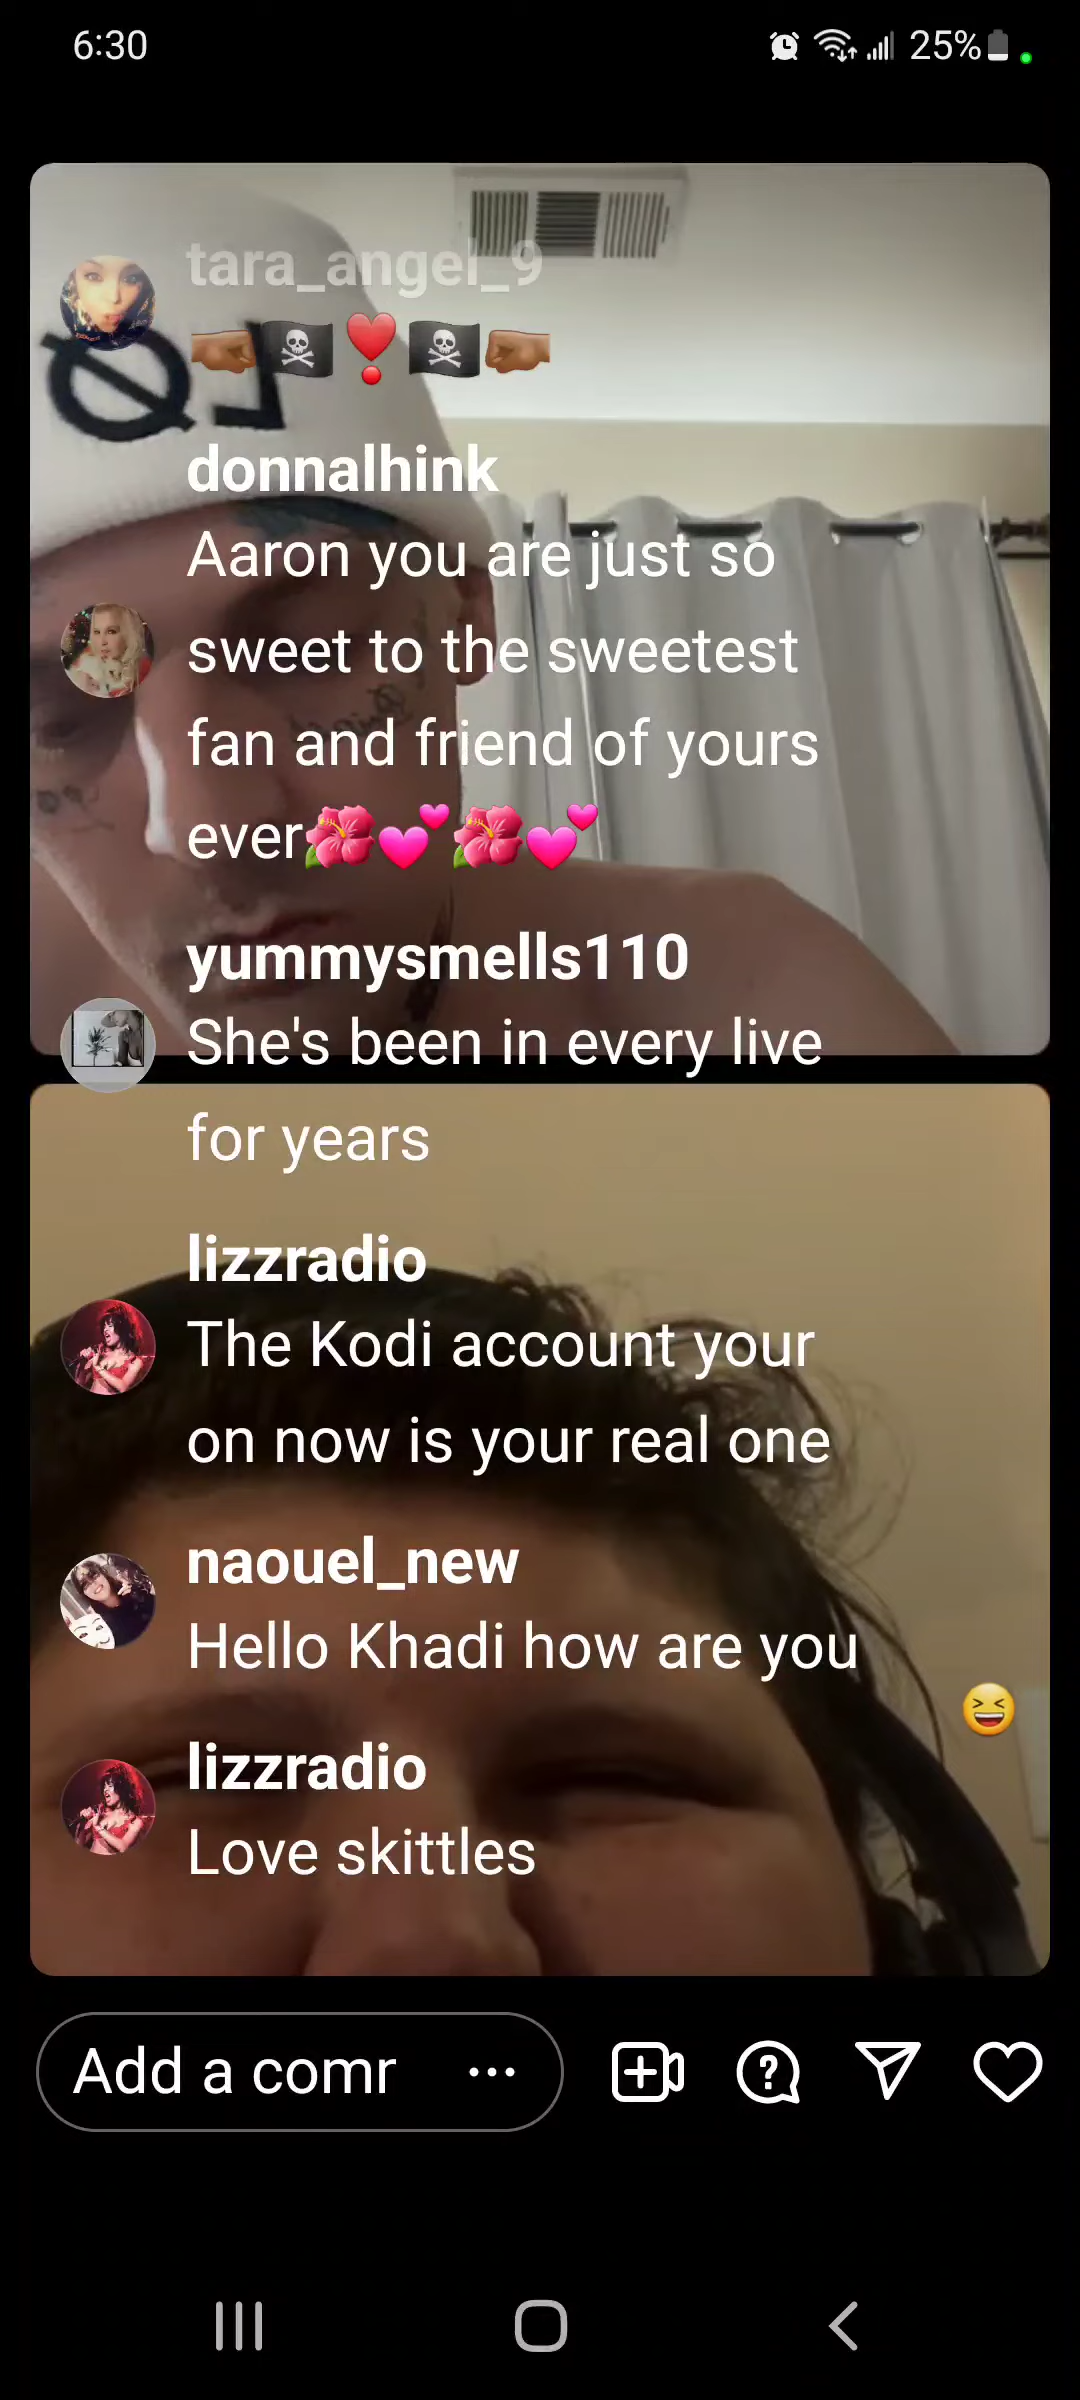 6:30
25%
tara_angel_9
👊🏾🏴‍☠️❣️🏴‍☠️👊🏾
donnalhink
Aaron you are just so
sweet to the sweetest
fan and friend of yours
ever🌺💕🌺💕
yummysmells110
She's been in every live
for years
lizzradio
The Kodi account your
on now is your real one
naouel_new
Hello Khadi how are you
lizzradio
Love skittles
Add a comr